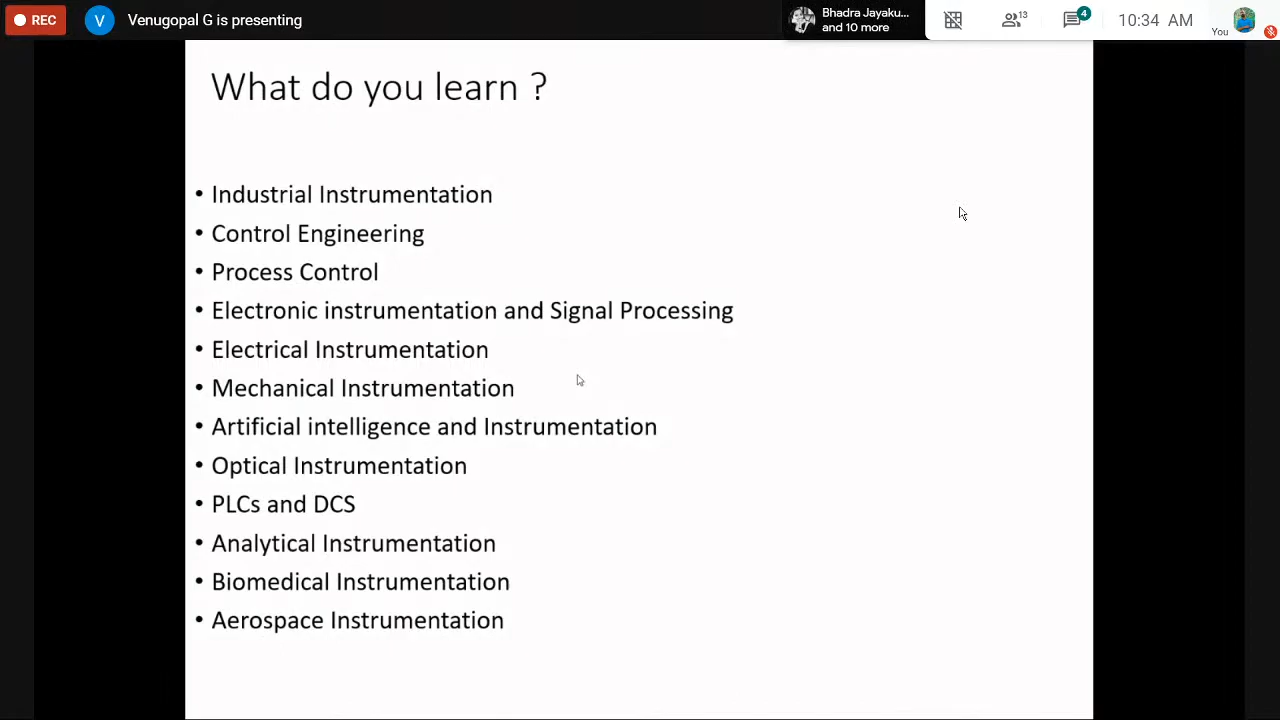 REC
V
Venugopal G is presenting
Bhadra Jayaku...
and 10 more
13
4
10:34 AM
You
What do you learn ?
• Industrial Instrumentation
• Control Engineering
• Process Control
• Electronic instrumentation and Signal Processing
• Electrical Instrumentation
• Mechanical Instrumentation
• Artificial intelligence and Instrumentation
• Optical Instrumentation
• PLCs and DCS
• Analytical Instrumentation
• Biomedical Instrumentation
• Aerospace Instrumentation